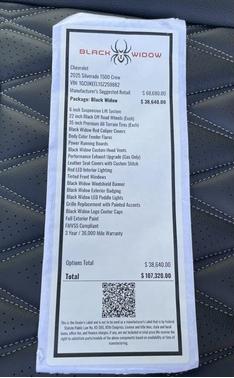 BLACK WIDOW
Chevrolet
2025 Silverado 1500 Crew
Manufacturer's Suggested Retail $ 68,680.00
Package: Black Widow $ 38,640.00
6 inch Suspension Lift System
22 inch Black Off Road Wheels (Each)
35 inch Premium All Terrain Tires (Each)
Black Widow Red Caliper Covers
Body Color Fender Flares
Power Running Boards
Black Widow Custom Hood Vents
Performance Exhaust Upgrade (Gas Only)
Leather Seat Covers with Custom Stitch
Red LED Interior Lighting
Tinted Front Windows
Black Widow Windshield Banner
Black Widow Exterior Badging
Black Widow LED Puddle Lights
Grille Replacement with Painted Accents
Black Widow Logo Center Caps
Full Exterior Paint
FMVSS Compliant
3 Year / 36,000 Mile Warranty
Options Total $ 38,640.00
Total $ 107,320.00